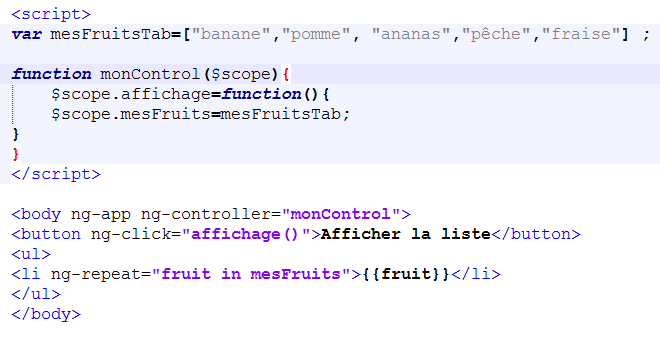 <script>
var mesFruitsTab=["banane","pomme", "ananas","pêche","fraise"] ;
function monControl($scope){
$scope.affichage=function(){
$scope.mesFruits=mesFruitsTab;
}
}
</script>
<body ng-app ng-controller="monControl">
<button ng-click="affichage()">Afficher la liste</button>
<ul>
<li ng-repeat="fruit in mesFruits">{{fruit}}</li>
</ul>
</body>